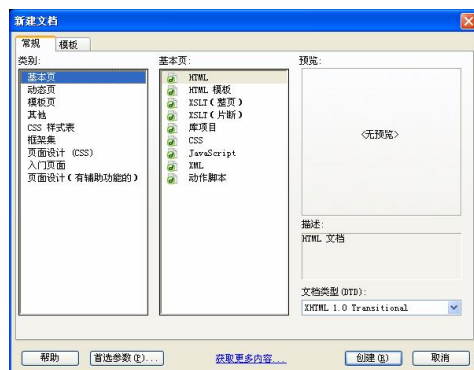 新建文档
常规 模板
类别:
基本页
动态页
模板页
其他
CSS 样式表
框架集
页面设计 (CSS)
入门页面
页面设计(有辅助功能的)
基本页:
HTML
HTML 模板
XSLT(整页)
XSLT(片断)
库项目
CSS
JavaScript
XML
动作脚本
预览:
<无预览>
描述:
HTML 文档
文档类型(DTD):
XHTML 1.0 Transitional
帮助 首选参数(P)... 获取更多内容... 创建(R) 取消